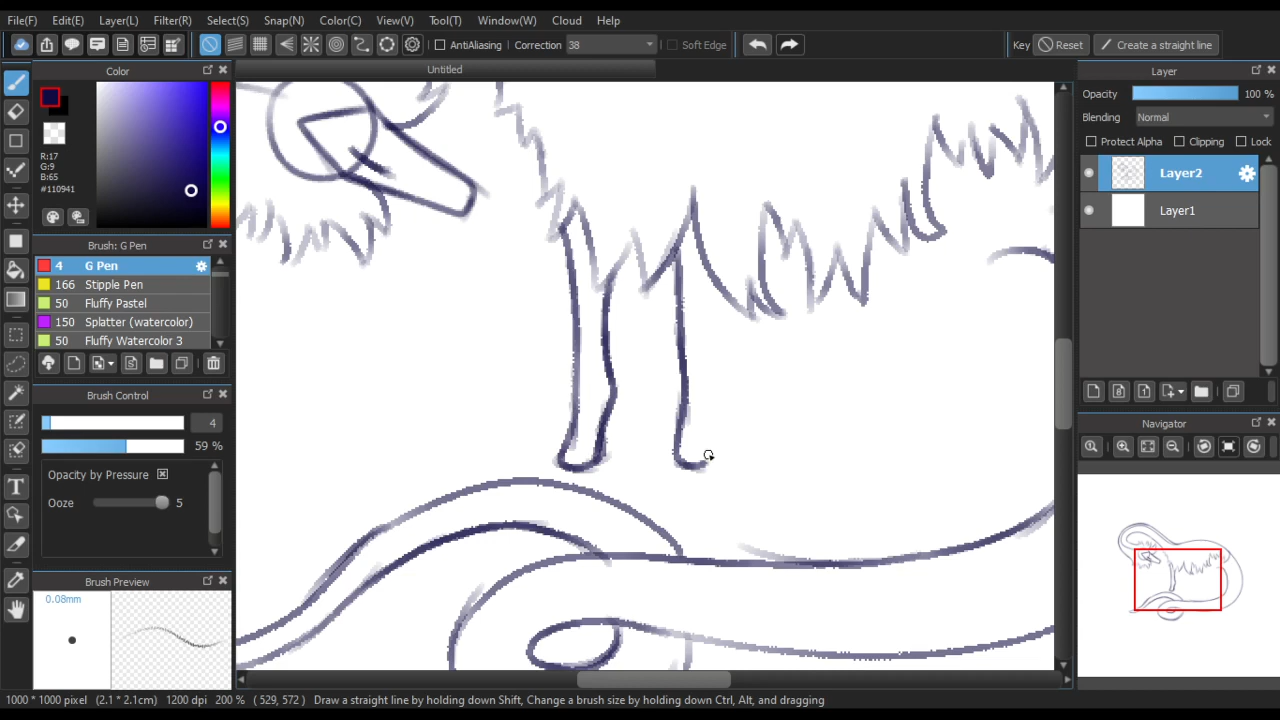 File(F) Edit(E) Layer(L) Filter(R) Select(S) Snap(N) Color(C) View(V) Tool(T) Window(W) Cloud Help
AntiAliasing Correction 38 Soft Edge Key Reset Create a straight line
Color
Untitled
Layer
Opacity 100 %
Blending Normal
Protect Alpha Clipping Lock
R:17
G:9
B:65
#110941
Layer2
Layer1
Brush: G Pen
4 G Pen
166 Stipple Pen
50 Fluffy Pastel
150 Splatter (watercolor)
50 Fluffy Watercolor 3
Brush Control
4
59 %
Opacity by Pressure
Ooze 5
Navigator
Brush Preview
0.08mm
1000 * 1000 pixel (2.1 * 2.1cm) 1200 dpi 200 % ( 529, 572 ) Draw a straight line by holding down Shift, Change a brush size by holding down Ctrl, Alt, and dragging